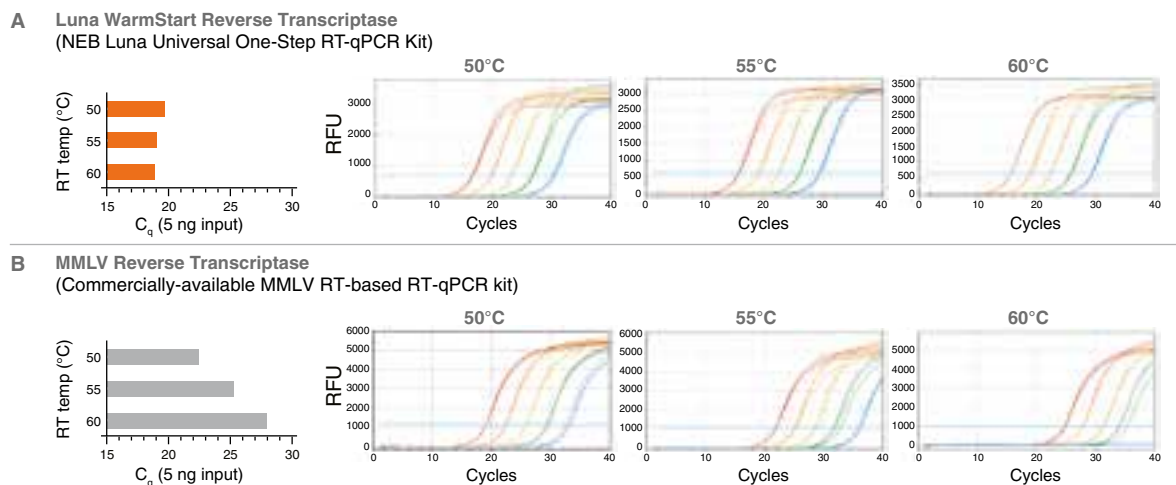 A Luna WarmStart Reverse Transcriptase
(NEB Luna Universal One-Step RT-qPCR Kit)
RT temp (°C)
50
55
60
15 20 25 30
Cq (5 ng input)
50°C
RFU
3000
2000
1000
0
0 10 20 30 40
Cycles
55°C
3000
2500
2000
1500
1000
500
0
0 10 20 30 40
Cycles
60°C
3500
3000
2500
2000
1500
1000
500
0
0 10 20 30 40
Cycles
B MMLV Reverse Transcriptase
(Commercially-available MMLV RT-based RT-qPCR kit)
RT temp (°C)
50
55
60
15 20 25 30
Cq (5 ng input)
50°C
RFU
6000
5000
4000
3000
2000
1000
0
0 10 20 30 40
Cycles
55°C
6000
5000
4000
3000
2000
1000
0
0 10 20 30 40
Cycles
60°C
5000
4000
3000
2000
1000
0
0 10 20 30 40
Cycles